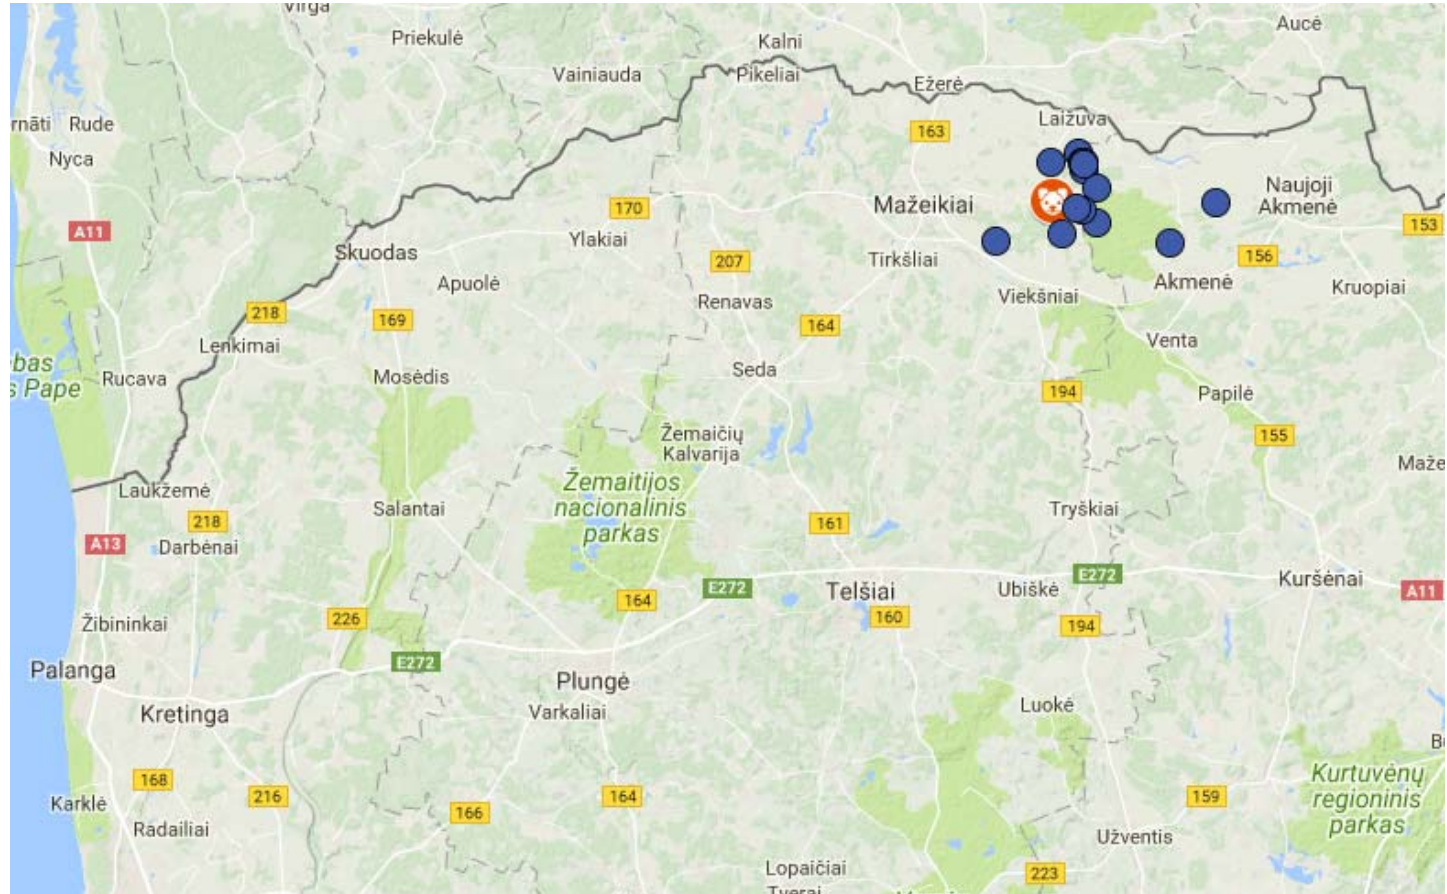 Virga
Priekulė
Kalni
Aucė
Vainiauda
Pikeliai
Ežerė
rnāti Rude
Laižuva
163
Nyca
Naujoji
Akmenė
170
Mažeikiai
153
A11
Skuodas
Ylakiai
207
Tirkšliai
156
Apuolė
Renavas
Viekšniai
Akmenė
Kruopiai
218
169
164
Lenkimai
Venta
bas
s Pape
Rucava
Mosėdis
Seda
194
Papilė
Žemaičių
Kalvarija
155
Maže
Laukžemė
Žemaitijos
nacionalinis
parkas
Salantai
Tryškiai
218
161
A13
Darbėnai
E272
E272
Kuršėnai
Telšiai
Ubiškė
A11
164
160
226
Žibininkai
194
E272
Palanga
Plungė
Kretinga
Varkaliai
Luokė
168
216
164
159
Kurtuvėnų
regioninis
parkas
Karklė
166
Radailiai
Užventis
Lopaičiai
223
Tverai